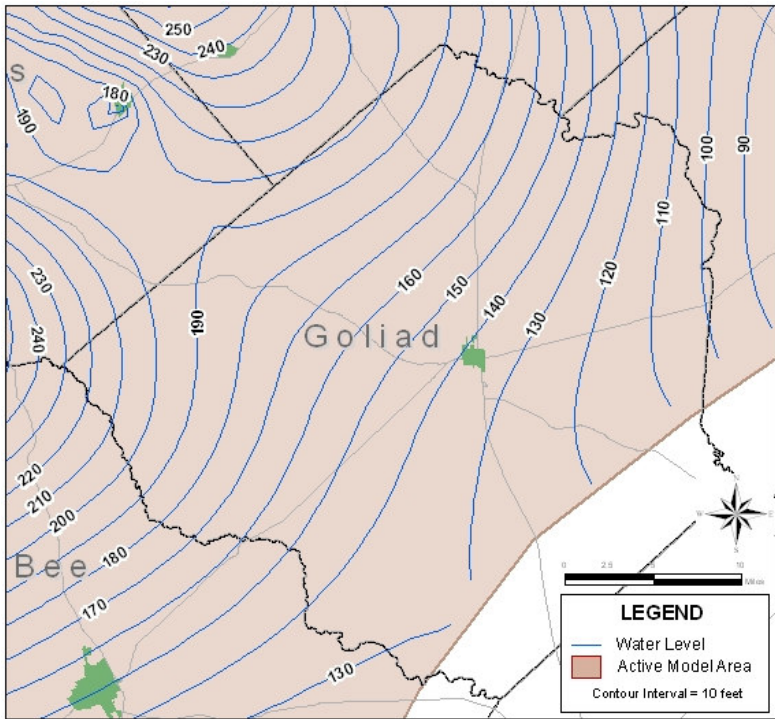 250
240
230
s
180
190
100
90
110
230
160
120
150
190
140
240
130
Goliad
220
210
200
N
W
E
S
180
Bee
0
2.5
5
10
Miles
170
LEGEND
Water Level
Active Model Area
130
Contour Interval = 10 feet